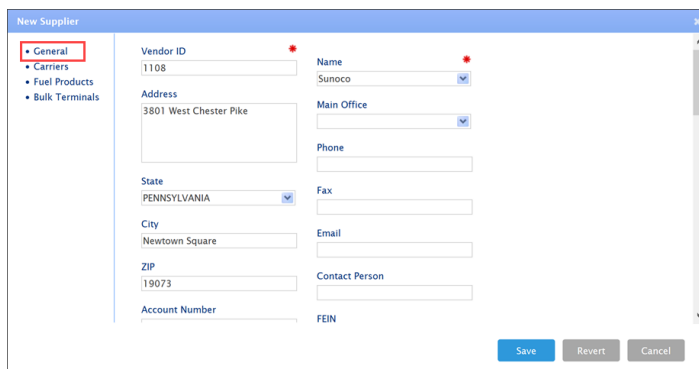 New Supplier
General
Carriers
Fuel Products
Bulk Terminals
Vendor ID *
1108
Address
3801 West Chester Pike
State
PENNSYLVANIA
City
Newtown Square
ZIP
19073
Account Number
Name *
Sunoco
Main Office
Phone
Fax
Email
Contact Person
FEIN
Save Revert Cancel